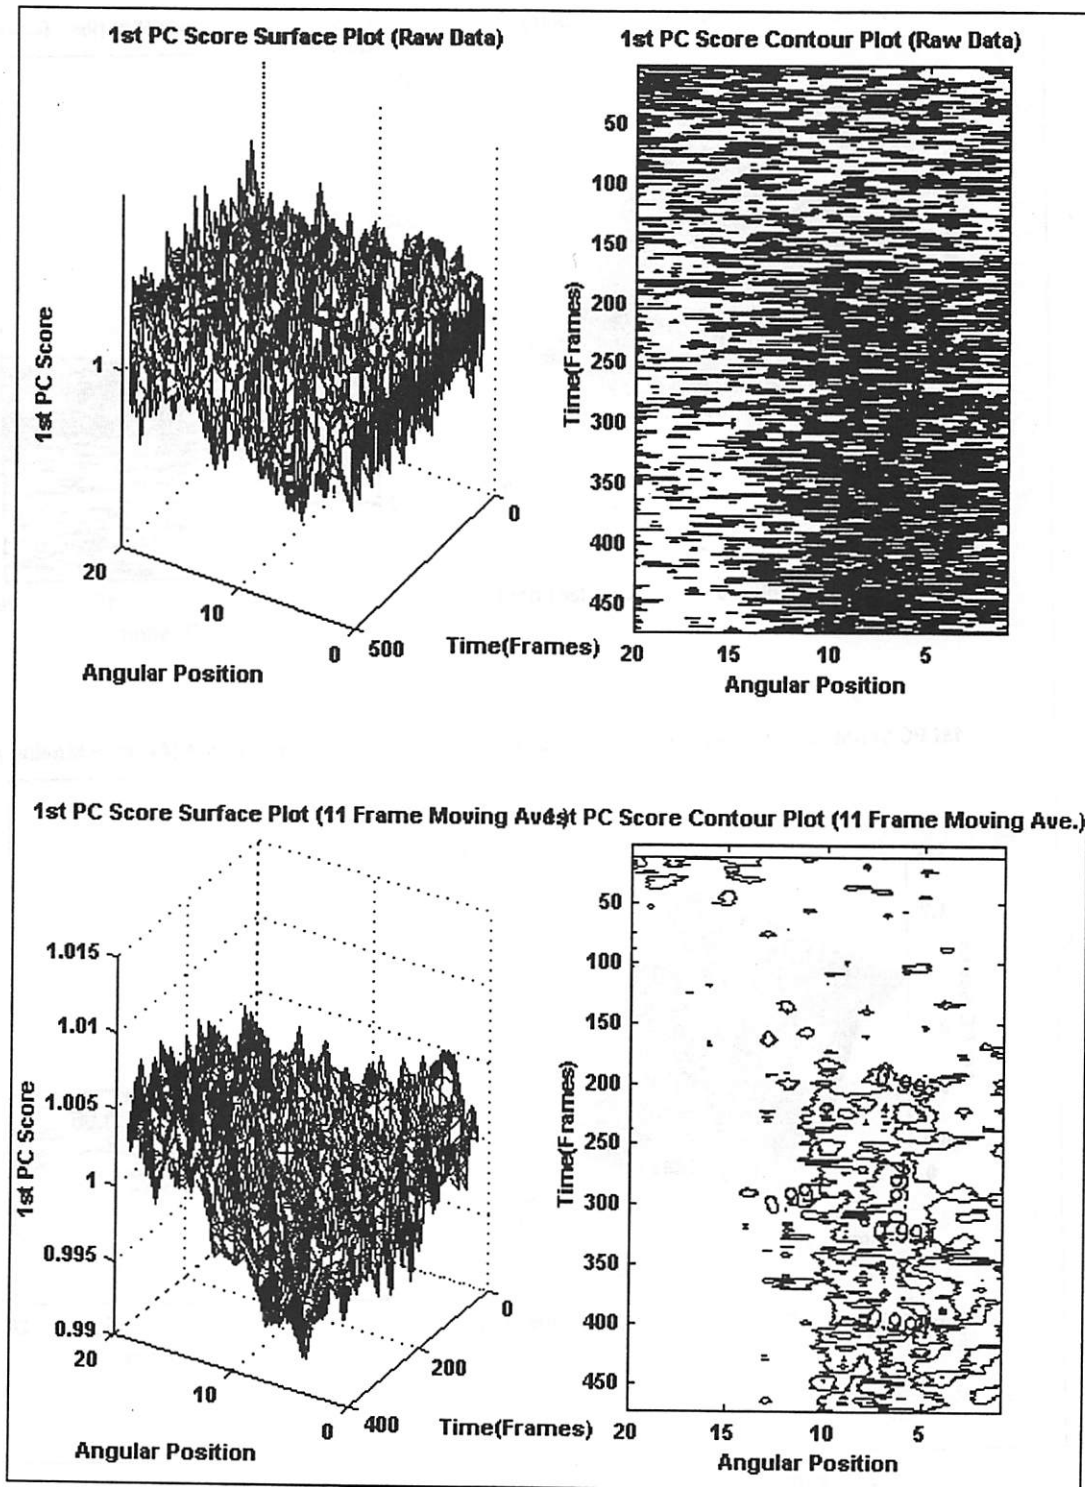 1st PC Score Surface Plot (Raw Data)
1st PC Score
1
20
10
0
500
0
Angular Position
Time(Frames)
1st PC Score Contour Plot (Raw Data)
Time(Frames)
50
100
150
200
250
300
350
400
450
20 15 10 5
Angular Position
1st PC Score Surface Plot (11 Frame Moving Ave.)
1st PC Score
1.015
1.01
1.005
1
0.995
0.99
20
10
0
400
200
0
Angular Position
Time(Frames)
1st PC Score Contour Plot (11 Frame Moving Ave.)
Time(Frames)
50
100
150
200
250
300
350
400
450
20 15 10 5
Angular Position